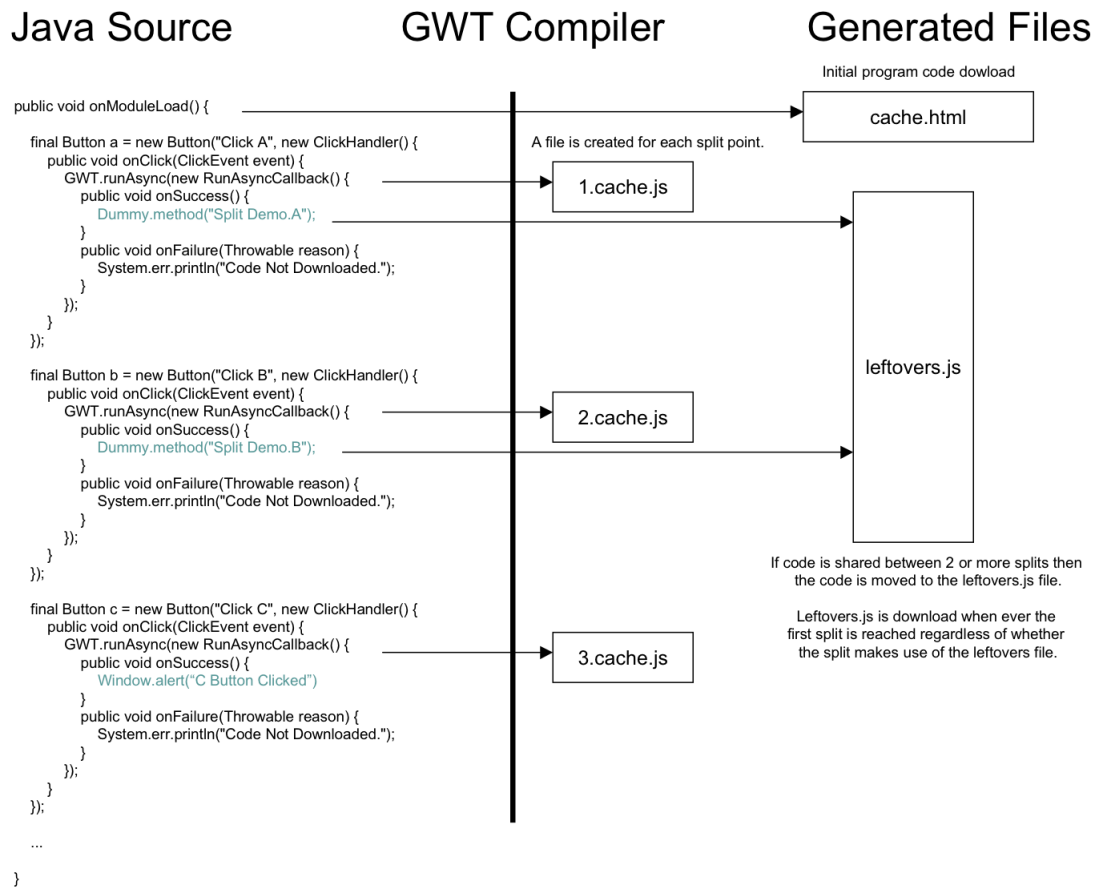 Java Source
GWT Compiler
Generated Files
Initial program code dowload
cache.html
public void onModuleLoad() {
final Button a = new Button("Click A", new ClickHandler() {
public void onClick(ClickEvent event) {
GWT.runAsync(new RunAsyncCallback() {
public void onSuccess() {
Dummy.method("Split Demo.A");
}
public void onFailure(Throwable reason) {
System.err.println("Code Not Downloaded.");
}
});
}
});
final Button b = new Button("Click B", new ClickHandler() {
public void onClick(ClickEvent event) {
GWT.runAsync(new RunAsyncCallback() {
public void onSuccess() {
Dummy.method("Split Demo.B");
}
public void onFailure(Throwable reason) {
System.err.println("Code Not Downloaded.");
}
});
}
});
final Button c = new Button("Click C", new ClickHandler() {
public void onClick(ClickEvent event) {
GWT.runAsync(new RunAsyncCallback() {
public void onSuccess() {
Window.alert(“C Button Clicked”)
}
public void onFailure(Throwable reason) {
System.err.println("Code Not Downloaded.");
}
});
}
});
...
}
A file is created for each split point.
1.cache.js
2.cache.js
3.cache.js
leftovers.js
If code is shared between 2 or more splits then
the code is moved to the leftovers.js file.
Leftovers.js is download when ever the
first split is reached regardless of whether
the split makes use of the leftovers file.